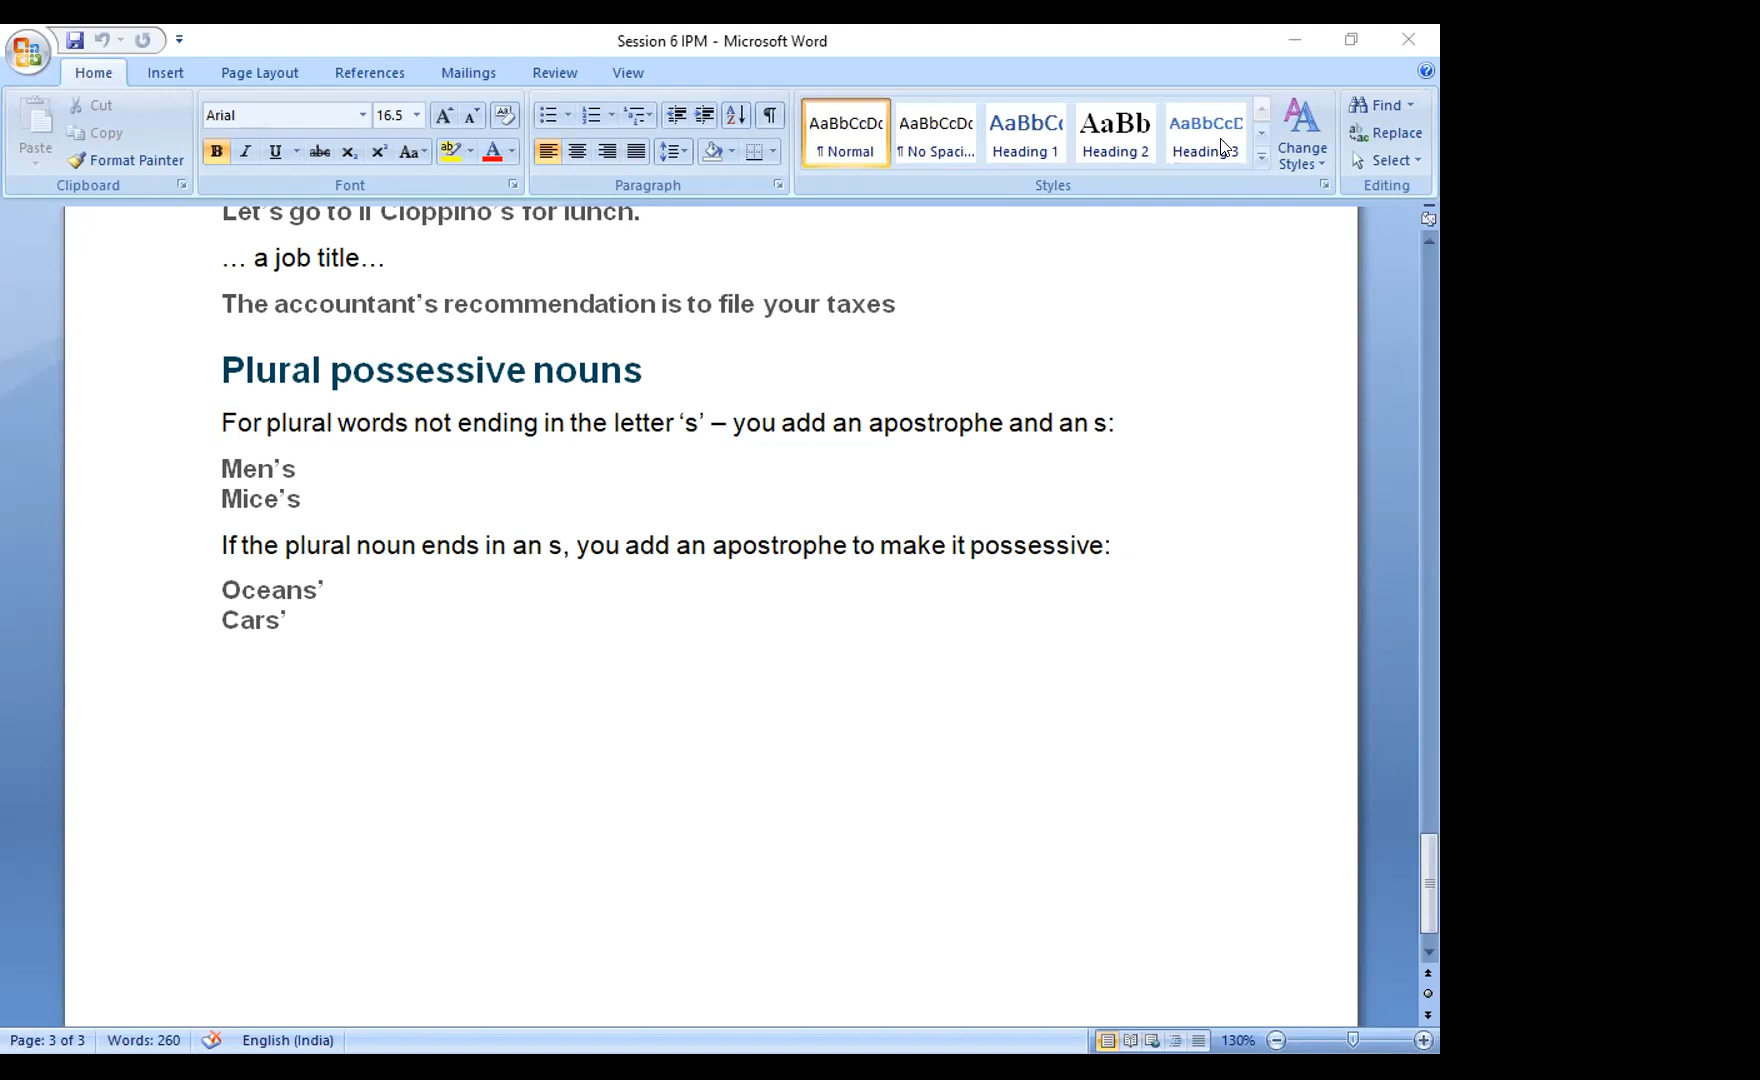 Session 6 IPM - Microsoft Word
Home Insert Page Layout References Mailings Review View
Paste
Cut
Copy
Format Painter
Clipboard
Arial 16.5
Font
Paragraph
AaBbCcDc AaBbCcDc AaBbC AaBb AaBbCcD
¶ Normal ¶ No Spaci... Heading 1 Heading 2 Heading 3
Change
Styles
Styles
Find
Replace
Select
Editing
Let’s go to Il Cioppino’s for lunch.
… a job title…
The accountant’s recommendation is to file your taxes
Plural possessive nouns
For plural words not ending in the letter ‘s’ – you add an apostrophe and an s:
Men’s
Mice’s
If the plural noun ends in an s, you add an apostrophe to make it possessive:
Oceans’
Cars’
Page: 3 of 3 Words: 260 English (India) 130%